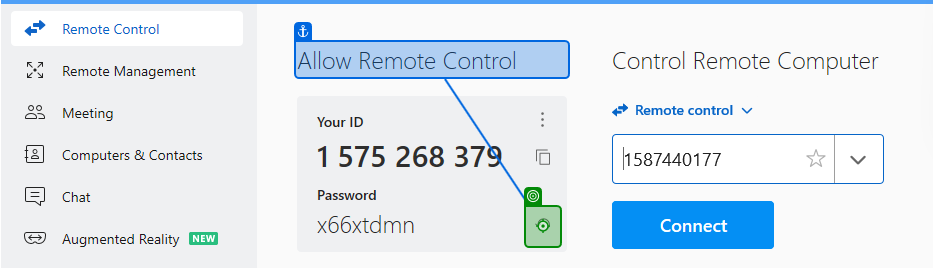 Remote Control
Remote Management
Meeting
Computers & Contacts
Chat
Augmented Reality NEW
Allow Remote Control
Your ID
1 575 268 379
Password
x66xtdmn
Control Remote Computer
Remote control
1587440177
Connect